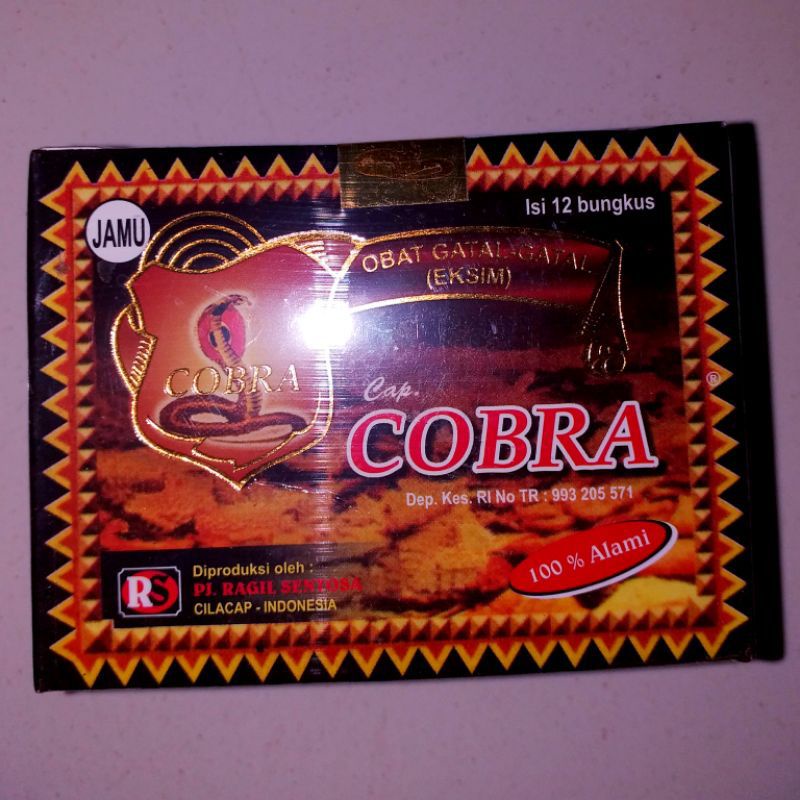 Isi 12 bungkus
JAMU
OBAT GATAL-GATAL
(EKSIM)
COBRA
Cap.
COBRA
®
Dep. Kes. RI No TR : 993 205 571
100 % Alami
RS
Diproduksi oleh :
PJ. RAGIL SENTOSA
CILACAP - INDONESIA